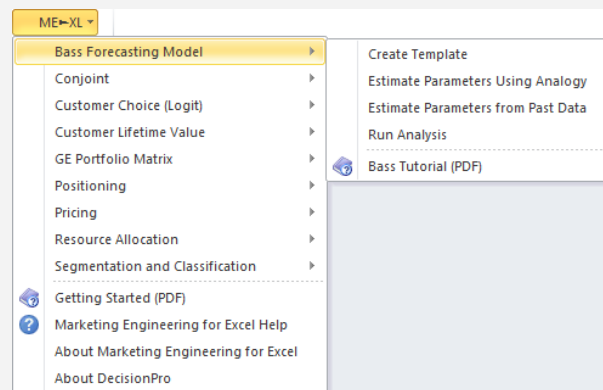 ME►XL
Bass Forecasting Model
Conjoint
Customer Choice (Logit)
Customer Lifetime Value
GE Portfolio Matrix
Positioning
Pricing
Resource Allocation
Segmentation and Classification
Getting Started (PDF)
Marketing Engineering for Excel Help
About Marketing Engineering for Excel
About DecisionPro
Create Template
Estimate Parameters Using Analogy
Estimate Parameters from Past Data
Run Analysis
Bass Tutorial (PDF)